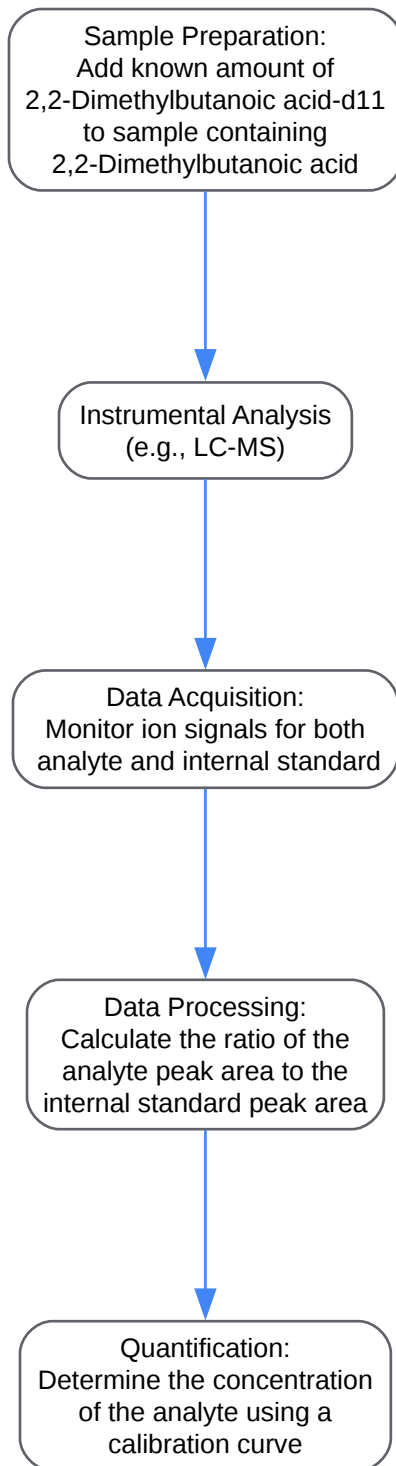 Sample Preparation:
Add known amount of
2,2-Dimethylbutanoic acid-d11
to sample containing
2,2-Dimethylbutanoic acid
Instrumental Analysis
(e.g., LC-MS)
Data Acquisition:
Monitor ion signals for both
analyte and internal standard
Data Processing:
Calculate the ratio of the
analyte peak area to the
internal standard peak area
Quantification:
Determine the concentration
of the analyte using a
calibration curve